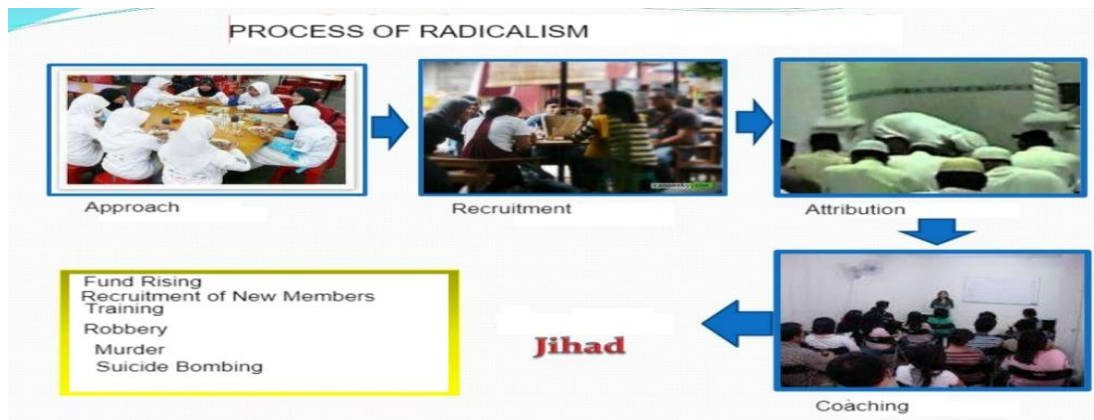 PROCESS OF RADICALISM
Approach
Recruitment
Attribution
Coaching
Jihad
Fund Rising
Recruitment of New Members
Training
Robbery
Murder
Suicide Bombing